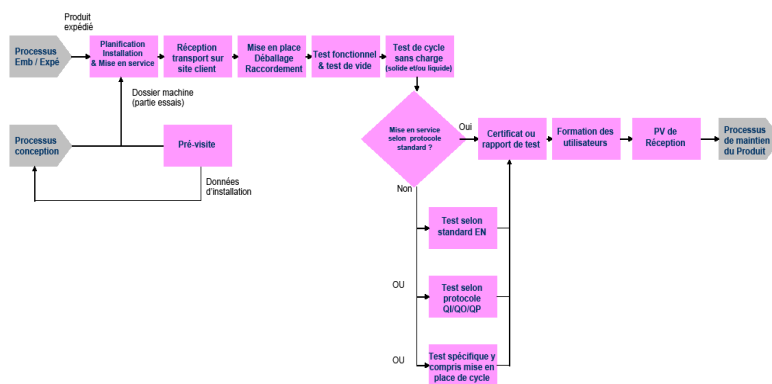 Produit
expédié
Processus
Emb / Expé
Planification
Installation
& Mise en service
Réception
transport sur
site client
Mise en place
Déballage
Raccordement
Test fonctionnel
& test de vide
Test de cycle
sans charge
(solide et/ou liquide)
Dossier machine
(partie essais)
Processus
conception
Pré-visite
Données
d'installation
Mise en service
selon protocole
standard ?
Oui
Non
Certificat ou
rapport de test
Formation des
utilisateurs
PV de
Réception
Processus
de maintien
du Produit
Test selon
standard EN
OU
Test selon
protocole
QI/QO/QP
OU
Test spécifique y
compris mise en
place de cycle